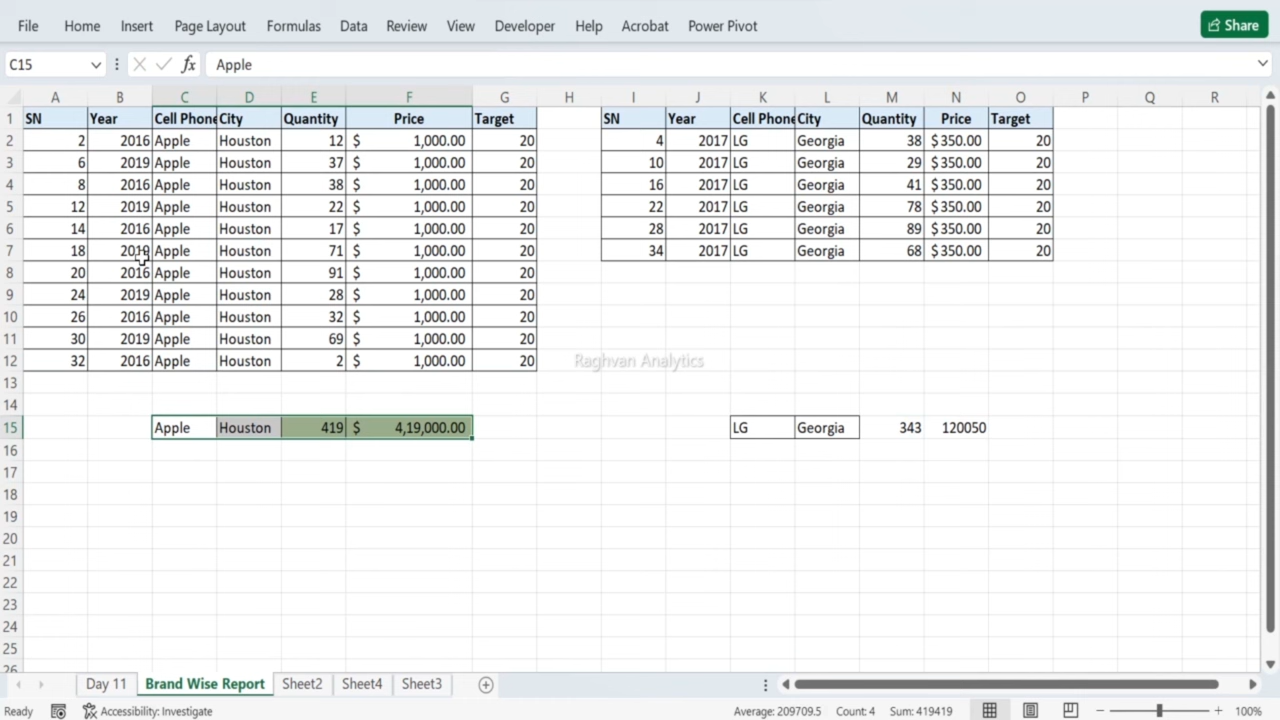 File Home Insert Page Layout Formulas Data Review View Developer Help Acrobat Power Pivot Share
C15 fx Apple
A B C D E F G H I J K L M N O P Q R
1 SN Year Cell Phone City Quantity Price Target SN Year Cell Phone City Quantity Price Target
2 2 2016 Apple Houston 12 $ 1,000.00 20 4 2017 LG Georgia 38 $ 350.00 20
3 6 2019 Apple Houston 37 $ 1,000.00 20 10 2017 LG Georgia 29 $ 350.00 20
4 8 2016 Apple Houston 38 $ 1,000.00 20 16 2017 LG Georgia 41 $ 350.00 20
5 12 2019 Apple Houston 22 $ 1,000.00 20 22 2017 LG Georgia 78 $ 350.00 20
6 14 2016 Apple Houston 17 $ 1,000.00 20 28 2017 LG Georgia 89 $ 350.00 20
7 18 2019 Apple Houston 71 $ 1,000.00 20 34 2017 LG Georgia 68 $ 350.00 20
8 20 2016 Apple Houston 91 $ 1,000.00 20
9 24 2019 Apple Houston 28 $ 1,000.00 20
10 26 2016 Apple Houston 32 $ 1,000.00 20
11 30 2019 Apple Houston 69 $ 1,000.00 20
12 32 2016 Apple Houston 2 $ 1,000.00 20 Raghvan Analytics
13
14
15 Apple Houston 419 $ 4,19,000.00 LG Georgia 343 120050
16
17
18
19
20
21
22
23
24
25
26
Day 11 Brand Wise Report Sheet2 Sheet4 Sheet3
Ready Accessibility: Investigate Average: 209709.5 Count: 4 Sum: 419419 100%